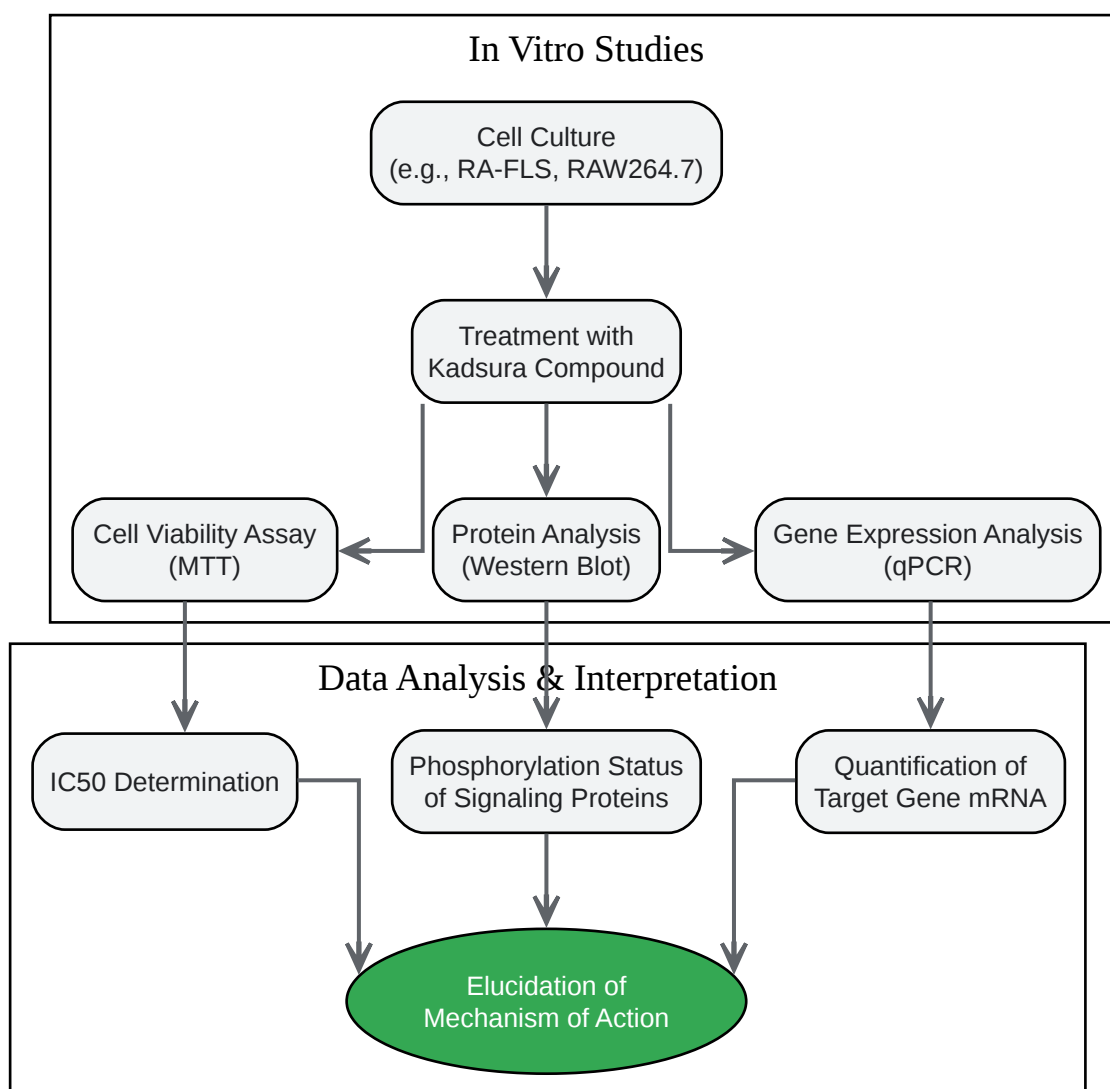 In Vitro Studies
Cell Culture
(e.g., RA-FLS, RAW264.7)
Treatment with
Kadsura Compound
Cell Viability Assay
(MTT)
Protein Analysis
(Western Blot)
Gene Expression Analysis
(qPCR)
Data Analysis & Interpretation
IC50 Determination
Phosphorylation Status
of Signaling Proteins
Quantification of
Target Gene mRNA
Elucidation of
Mechanism of Action